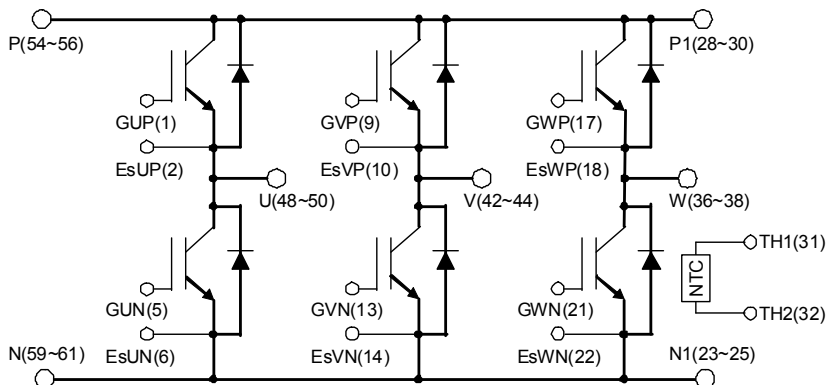 P(54~56)
P1(28~30)
GUP(1)
GVP(9)
GWP(17)
EsUP(2)
EsVP(10)
EsWP(18)
U(48~50)
V(42~44)
W(36~38)
TH1(31)
NTC
GUN(5)
GVN(13)
GWN(21)
TH2(32)
EsUN(6)
EsVN(14)
EsWN(22)
N(59~61)
N1(23~25)